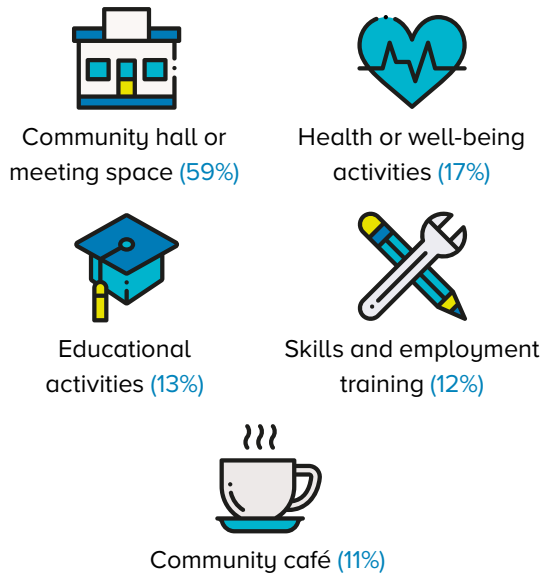 Community hall or
meeting space (59%)
Health or well-being
activities (17%)
Educational
activities (13%)
Skills and employment
training (12%)
Community café (11%)